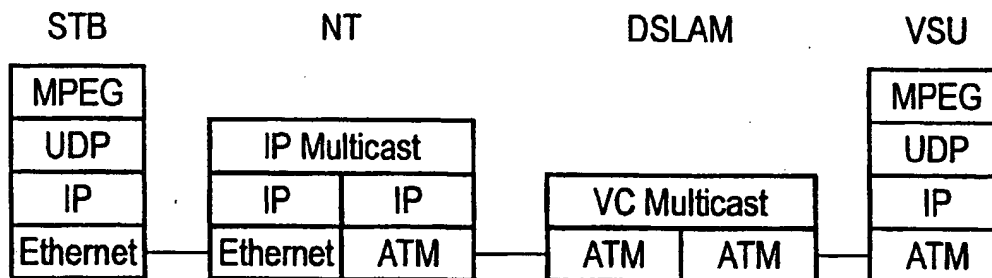 STB NT DSLAM VSU
MPEG MPEG
UDP IP Multicast UDP
IP IP IP VC Multicast IP
Ethernet Ethernet ATM ATM ATM ATM